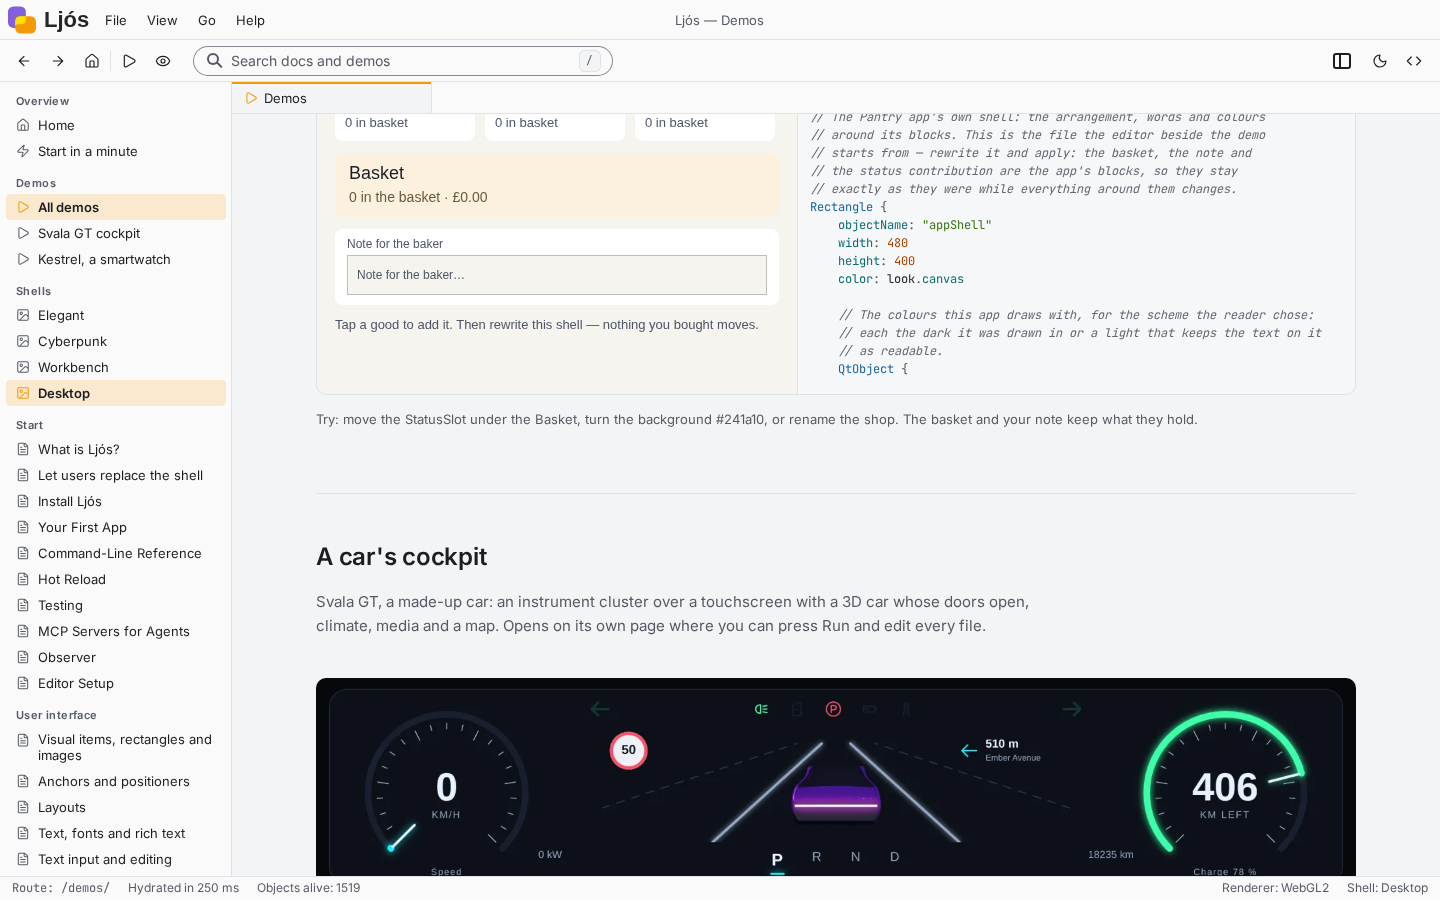 Ljós
File
View
Go
Help
Ljós — Demos
Search docs and demos
/
Overview
Home
Start in a minute
Demos
All demos
Svala GT cockpit
Kestrel, a smartwatch
Shells
Elegant
Cyberpunk
Workbench
Desktop
Start
What is Ljós?
Let users replace the shell
Install Ljós
Your First App
Command-Line Reference
Hot Reload
Testing
MCP Servers for Agents
Observer
Editor Setup
User interface
Visual items, rectangles and
images
Anchors and positioners
Layouts
Text, fonts and rich text
Text input and editing
Demos
0 in basket
0 in basket
0 in basket
Basket
0 in the basket · £0.00
Note for the baker
Note for the baker…
Tap a good to add it. Then rewrite this shell — nothing you bought moves.
// The Pantry app's own shell: the arrangement, words and colours
// around its blocks. This is the file the editor beside the demo
// starts from — rewrite it and apply: the basket, the note and
// the status contribution are the app's blocks, so they stay
// exactly as they were while everything around them changes.
Rectangle {
objectName: "appShell"
width: 480
height: 400
color: look.canvas
// The colours this app draws with, for the scheme the reader chose:
// each the dark it was drawn in or a light that keeps the text on it
// as readable.
QtObject {
Try: move the StatusSlot under the Basket, turn the background #241a10, or rename the shop. The basket and your note keep what they hold.
A car's cockpit
Svala GT, a made-up car: an instrument cluster over a touchscreen with a 3D car whose doors open,
climate, media and a map. Opens on its own page where you can press Run and edit every file.
50
510 m
Ember Avenue
0
KM/H
406
KM LEFT
0 kW
P R N D
18235 km
Speed
Charge 78 %
Route: /demos/
Hydrated in 250 ms
Objects alive: 1519
Renderer: WebGL2
Shell: Desktop